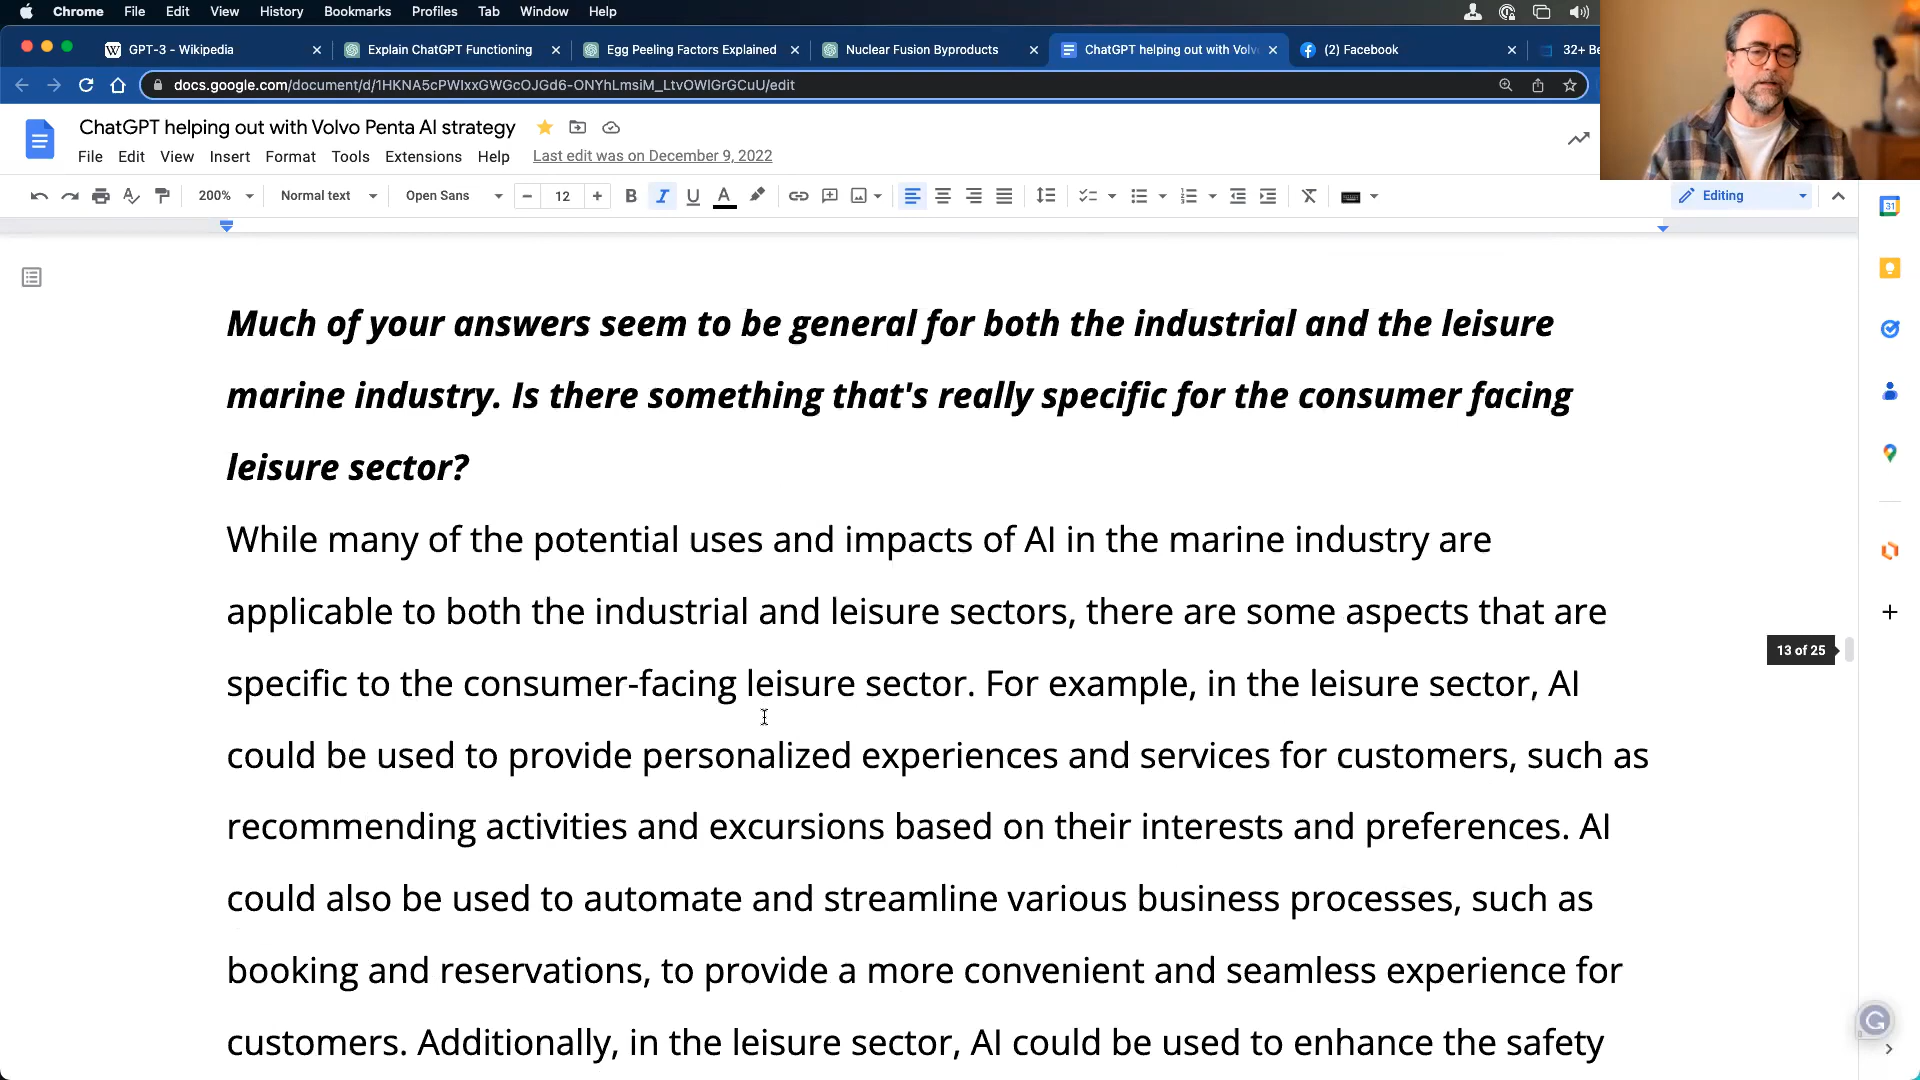 Chrome File Edit View History Bookmarks Profiles Tab Window Help
GPT-3 - Wikipedia Explain ChatGPT Functioning Egg Peeling Factors Explained Nuclear Fusion Byproducts ChatGPT helping out with Volv (2) Facebook 32+ Be
docs.google.com/document/d/1HKNA5cPWIxxGWGcOJGd6-ONYhLmsiM_LtvOWlGrGCuU/edit
ChatGPT helping out with Volvo Penta AI strategy
File Edit View Insert Format Tools Extensions Help Last edit was on December 9, 2022
200% Normal text Open Sans 12 B I U A Editing
Much of your answers seem to be general for both the industrial and the leisure
marine industry. Is there something that's really specific for the consumer facing
leisure sector?
While many of the potential uses and impacts of AI in the marine industry are
applicable to both the industrial and leisure sectors, there are some aspects that are
specific to the consumer-facing leisure sector. For example, in the leisure sector, AI
could be used to provide personalized experiences and services for customers, such as
recommending activities and excursions based on their interests and preferences. AI
could also be used to automate and streamline various business processes, such as
booking and reservations, to provide a more convenient and seamless experience for
customers. Additionally, in the leisure sector, AI could be used to enhance the safety
13 of 25
31